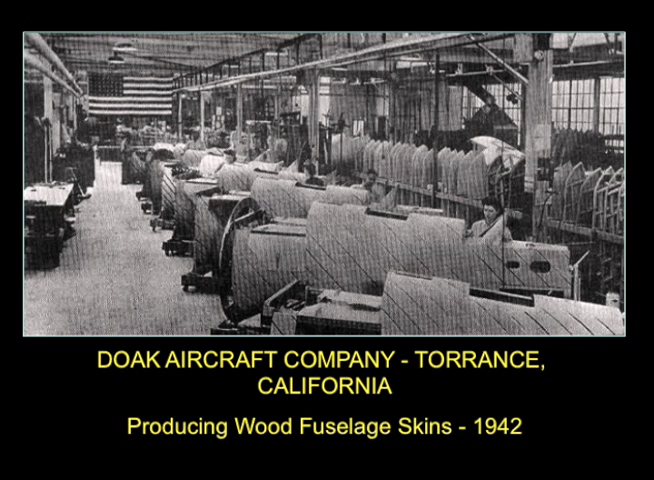 DOAK AIRCRAFT COMPANY - TORRANCE,
CALIFORNIA
Producing Wood Fuselage Skins - 1942